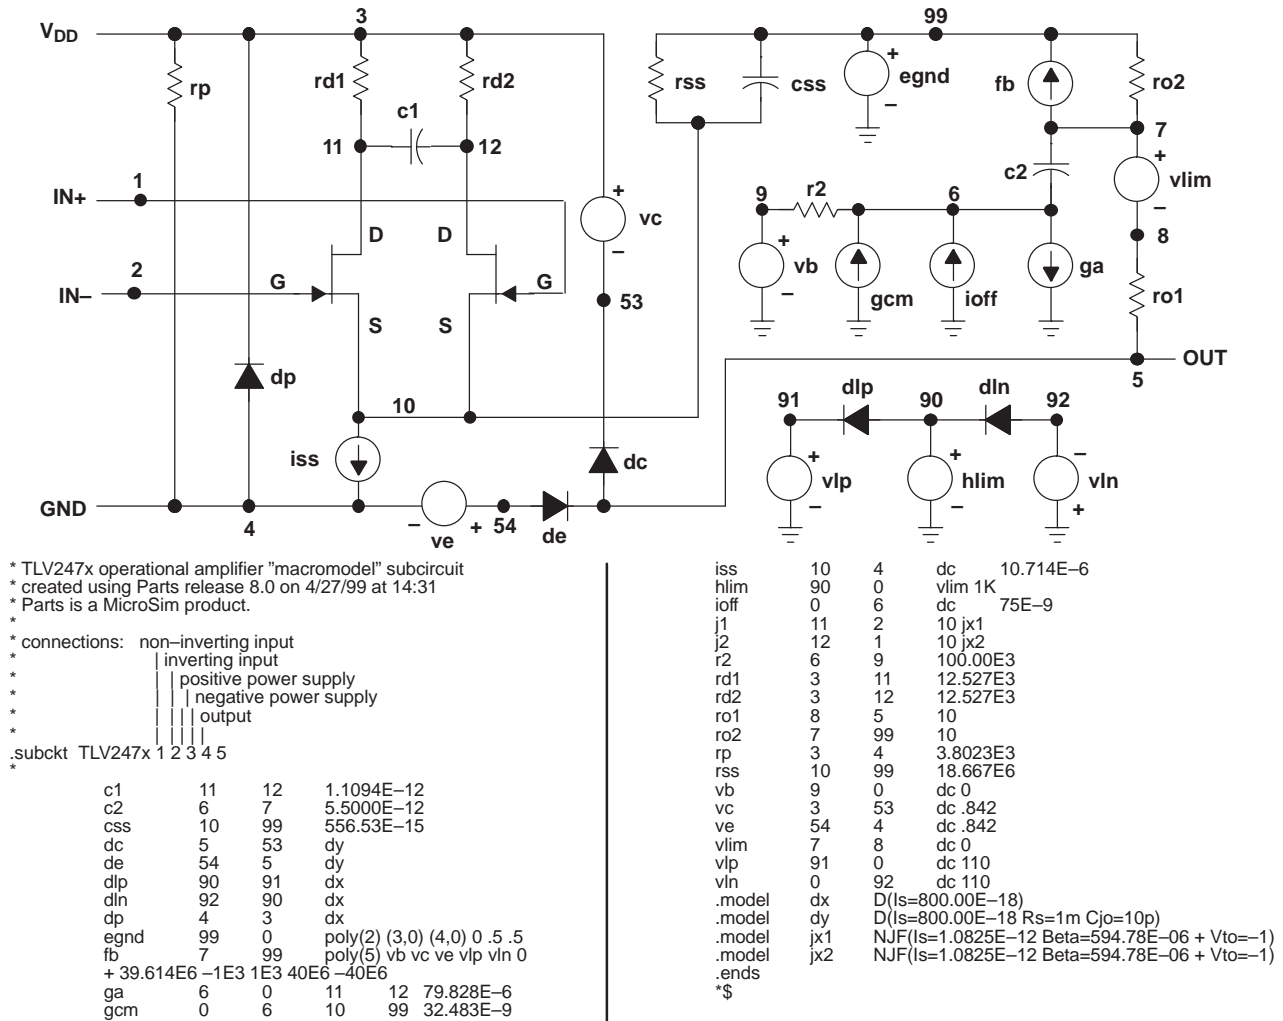 3
99
VDD
rp
rd1
rd2
c1
11
12
rss
css
egnd
fb
ro2
7
c2
vlim
1
IN+
9
r2
6
8
vc
D
D
vb
gcm
ioff
ga
ro1
2
IN–
G
G
53
S
S
OUT
5
dp
10
dlp
dln
91
90
92
iss
dc
vlp
hlim
vln
GND
4
ve
54
de
* TLV247x operational amplifier ”macromodel” subcircuit
* created using Parts release 8.0 on 4/27/99 at 14:31
* Parts is a MicroSim product.
*
* connections: non–inverting input
* | inverting input
* | | positive power supply
* | | | negative power supply
* | | | | output
* | | | | |
.subckt TLV247x 1 2 3 4 5
*
c1 11 12 1.1094E–12
c2 6 7 5.5000E–12
css 10 99 556.53E–15
dc 5 53 dy
de 54 5 dy
dlp 90 91 dx
dln 92 90 dx
dp 4 3 dx
egnd 99 0 poly(2) (3,0) (4,0) 0 .5 .5
fb 7 99 poly(5) vb vc ve vlp vln 0
+ 39.614E6 –1E3 1E3 40E6 –40E6
ga 6 0 11 12 79.828E–6
gcm 0 6 10 99 32.483E–9
iss 10 4 dc 10.714E–6
hlim 90 0 vlim 1K
ioff 0 6 dc 75E–9
j1 11 2 10 jx1
j2 12 1 10 jx2
r2 6 9 100.00E3
rd1 3 11 12.527E3
rd2 3 12 12.527E3
ro1 8 5 10
ro2 7 99 10
rp 3 4 3.8023E3
rss 10 99 18.667E6
vb 9 0 dc 0
vc 3 53 dc .842
ve 54 4 dc .842
vlim 7 8 dc 0
vlp 91 0 dc 110
vln 0 92 dc 110
.model dx D(Is=800.00E–18)
.model dy D(Is=800.00E–18 Rs=1m Cjo=10p)
.model jx1 NJF(Is=1.0825E–12 Beta=594.78E–06 + Vto=–1)
.model jx2 NJF(Is=1.0825E–12 Beta=594.78E–06 + Vto=–1)
.ends
*$